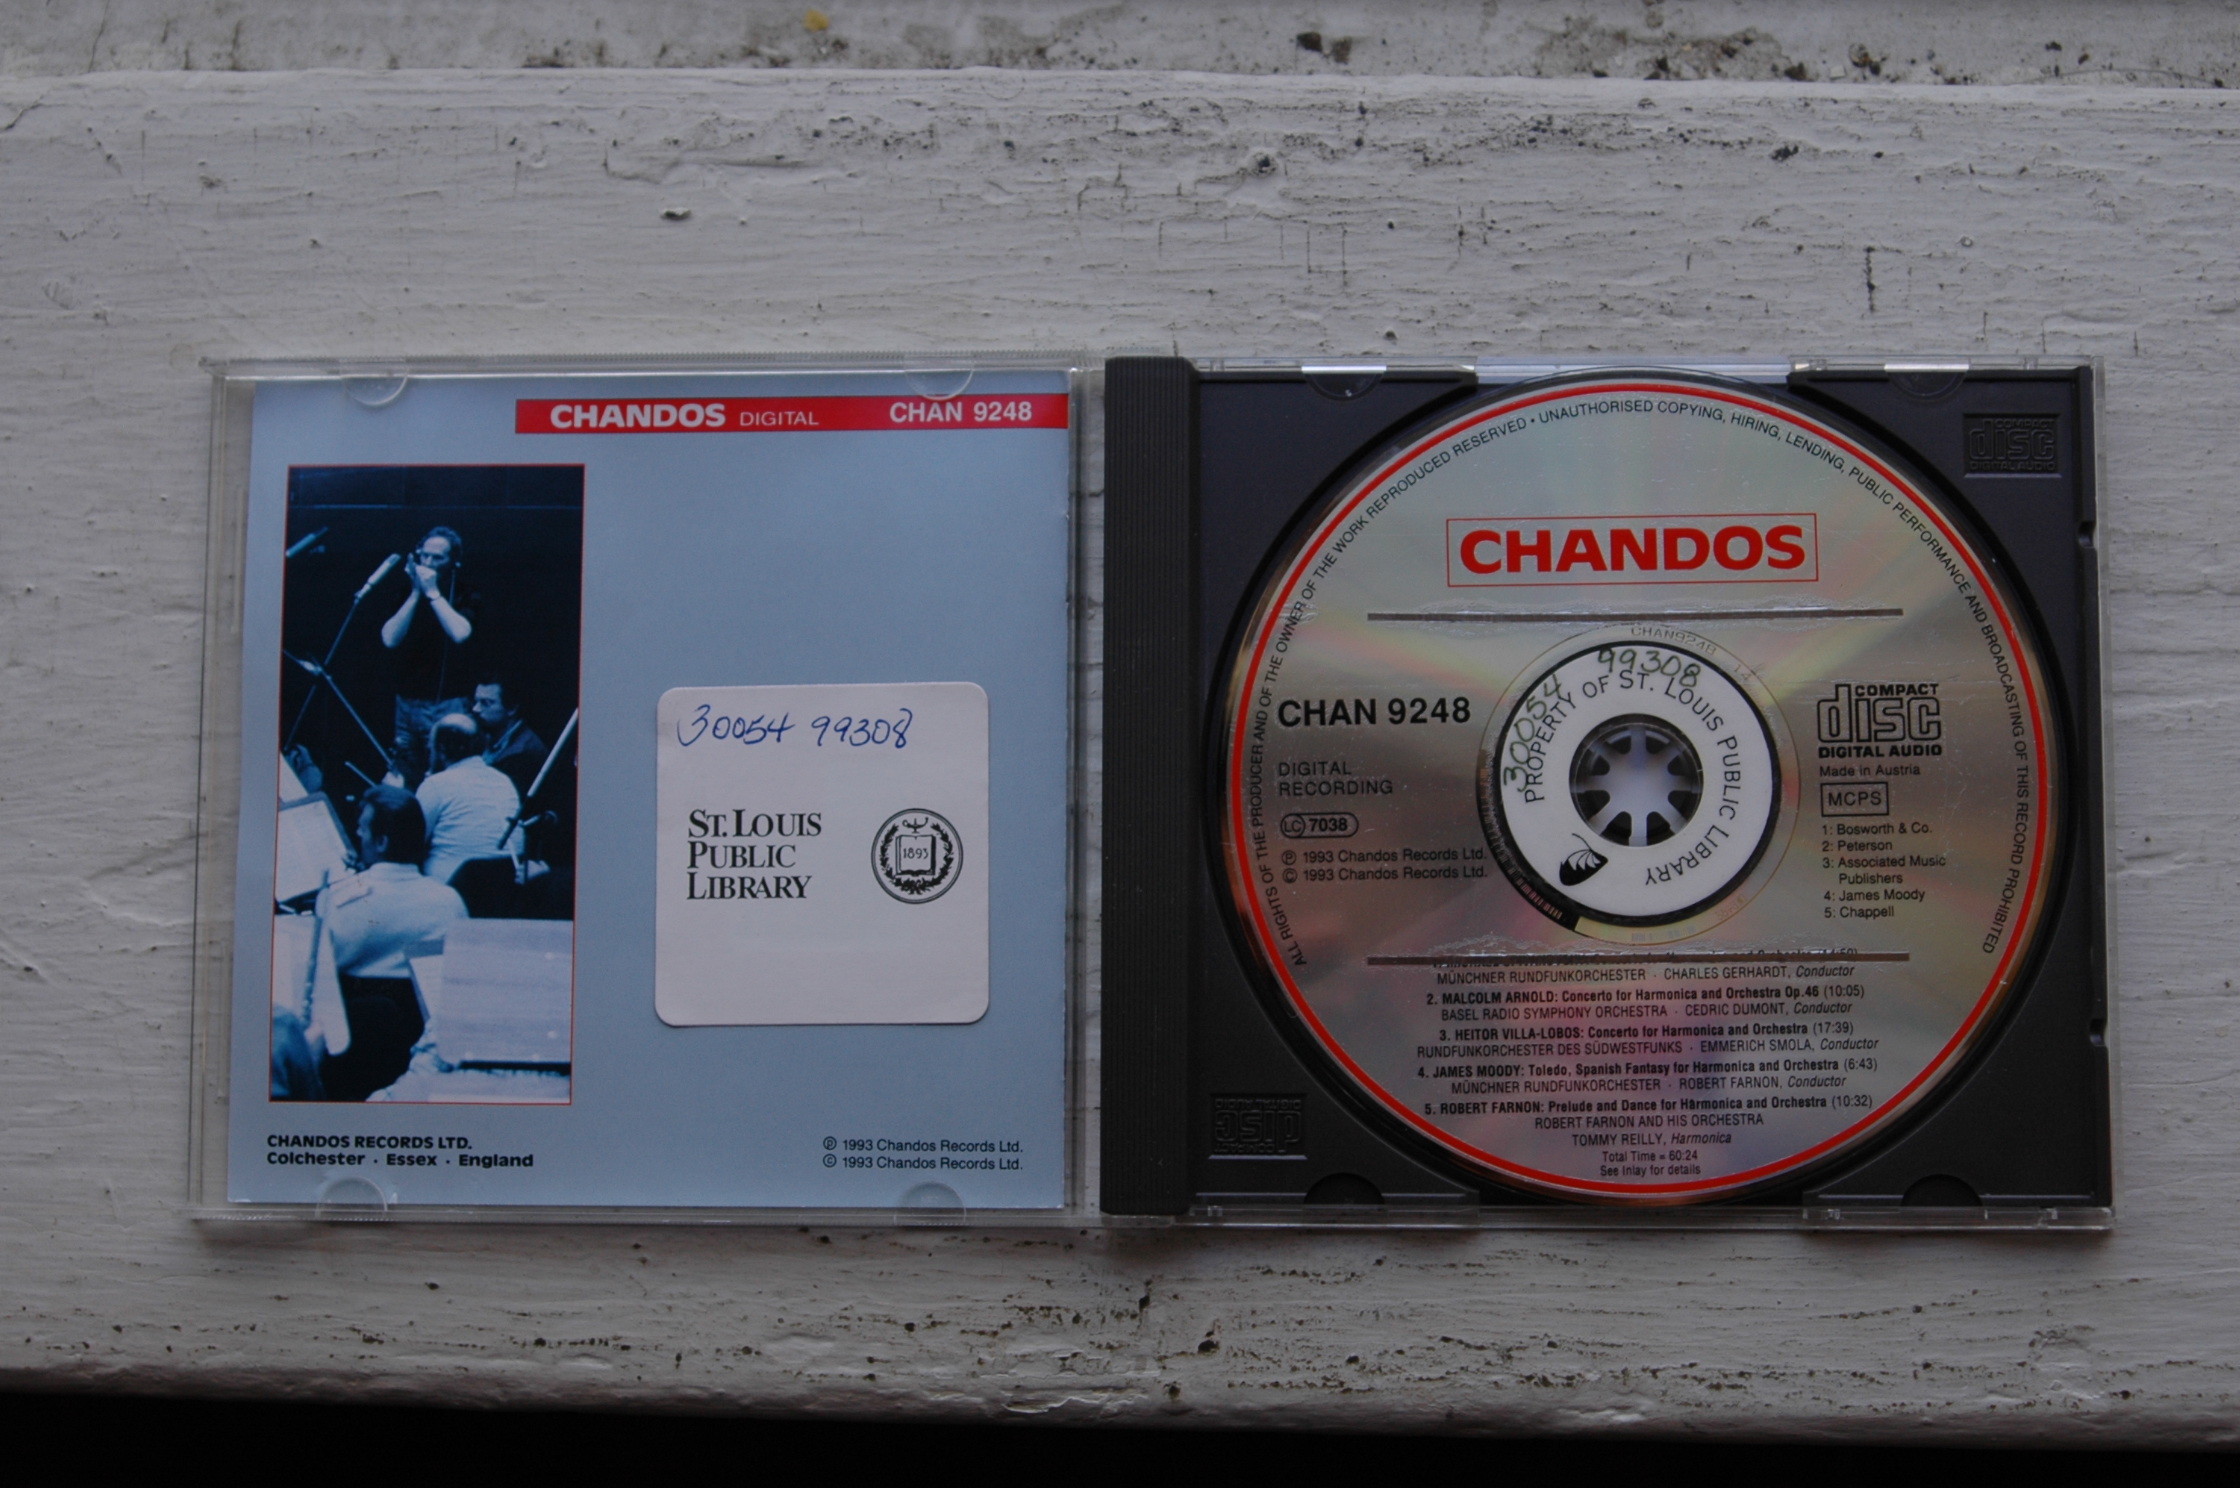 CHANDOS DIGITAL CHAN 9248
30054 99308
ST. LOUIS
PUBLIC
LIBRARY
1893
CHANDOS RECORDS LTD.
Colchester · Essex · England
℗ 1993 Chandos Records Ltd.
© 1993 Chandos Records Ltd.
ALL RIGHTS OF THE PRODUCER AND OF THE OWNER OF THE WORK REPRODUCED RESERVED • UNAUTHORISED COPYING, HIRING, LENDING, PUBLIC PERFORMANCE AND BROADCASTING OF THIS RECORD PROHIBITED
COMPACT
disc
DIGITAL AUDIO
CHANDOS
CHAN9248
30054 99308
PROPERTY OF ST. LOUIS PUBLIC LIBRARY
CHAN 9248
DIGITAL
RECORDING
LC 7038
℗ 1993 Chandos Records Ltd.
© 1993 Chandos Records Ltd.
COMPACT
disc
DIGITAL AUDIO
Made in Austria
MCPS
1: Bosworth & Co.
2: Peterson
3: Associated Music
Publishers
4: James Moody
5: Chappell
MÜNCHNER RUNDFUNKORCHESTER · CHARLES GERHARDT, Conductor
2. MALCOLM ARNOLD: Concerto for Harmonica and Orchestra Op.46 (10:05)
BASEL RADIO SYMPHONY ORCHESTRA · CEDRIC DUMONT, Conductor
3. HEITOR VILLA-LOBOS: Concerto for Harmonica and Orchestra (17:39)
RUNDFUNKORCHESTER DES SÜDWESTFUNKS · EMMERICH SMOLA, Conductor
4. JAMES MOODY: Toledo, Spanish Fantasy for Harmonica and Orchestra (6:43)
MÜNCHNER RUNDFUNKORCHESTER · ROBERT FARNON, Conductor
5. ROBERT FARNON: Prelude and Dance for Harmonica and Orchestra (10:32)
ROBERT FARNON AND HIS ORCHESTRA
TOMMY REILLY, Harmonica
Total Time = 60:24
See Inlay for details
COMPACT
disc
DIGITAL AUDIO